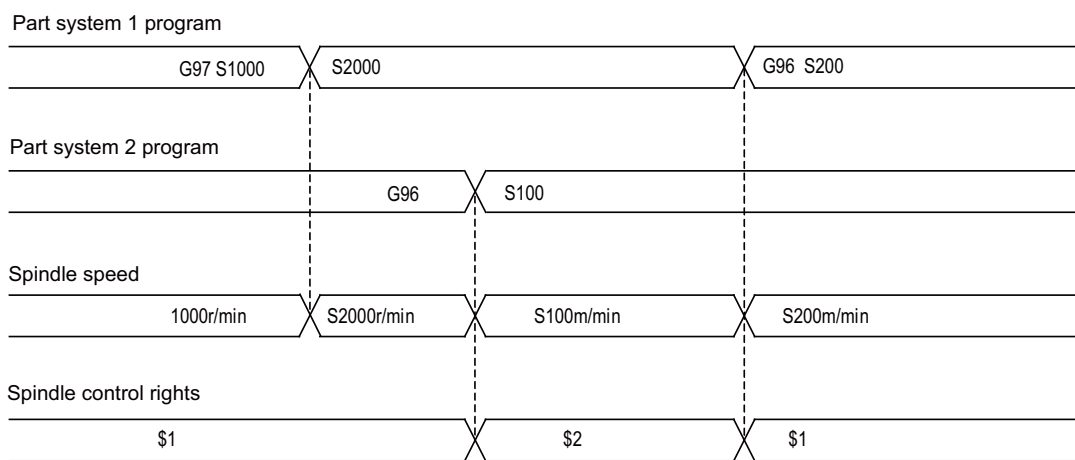 Part system 1 program
G97 S1000 S2000 G96 S200
Part system 2 program
G96 S100
Spindle speed
1000r/min S2000r/min S100m/min S200m/min
Spindle control rights
$1 $2 $1